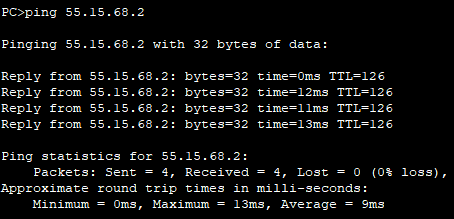 PC>ping 55.15.68.2
Pinging 55.15.68.2 with 32 bytes of data:
Reply from 55.15.68.2: bytes=32 time=0ms TTL=126
Reply from 55.15.68.2: bytes=32 time=12ms TTL=126
Reply from 55.15.68.2: bytes=32 time=11ms TTL=126
Reply from 55.15.68.2: bytes=32 time=13ms TTL=126
Ping statistics for 55.15.68.2:
Packets: Sent = 4, Received = 4, Lost = 0 (0% loss),
Approximate round trip times in milli-seconds:
Minimum = 0ms, Maximum = 13ms, Average = 9ms